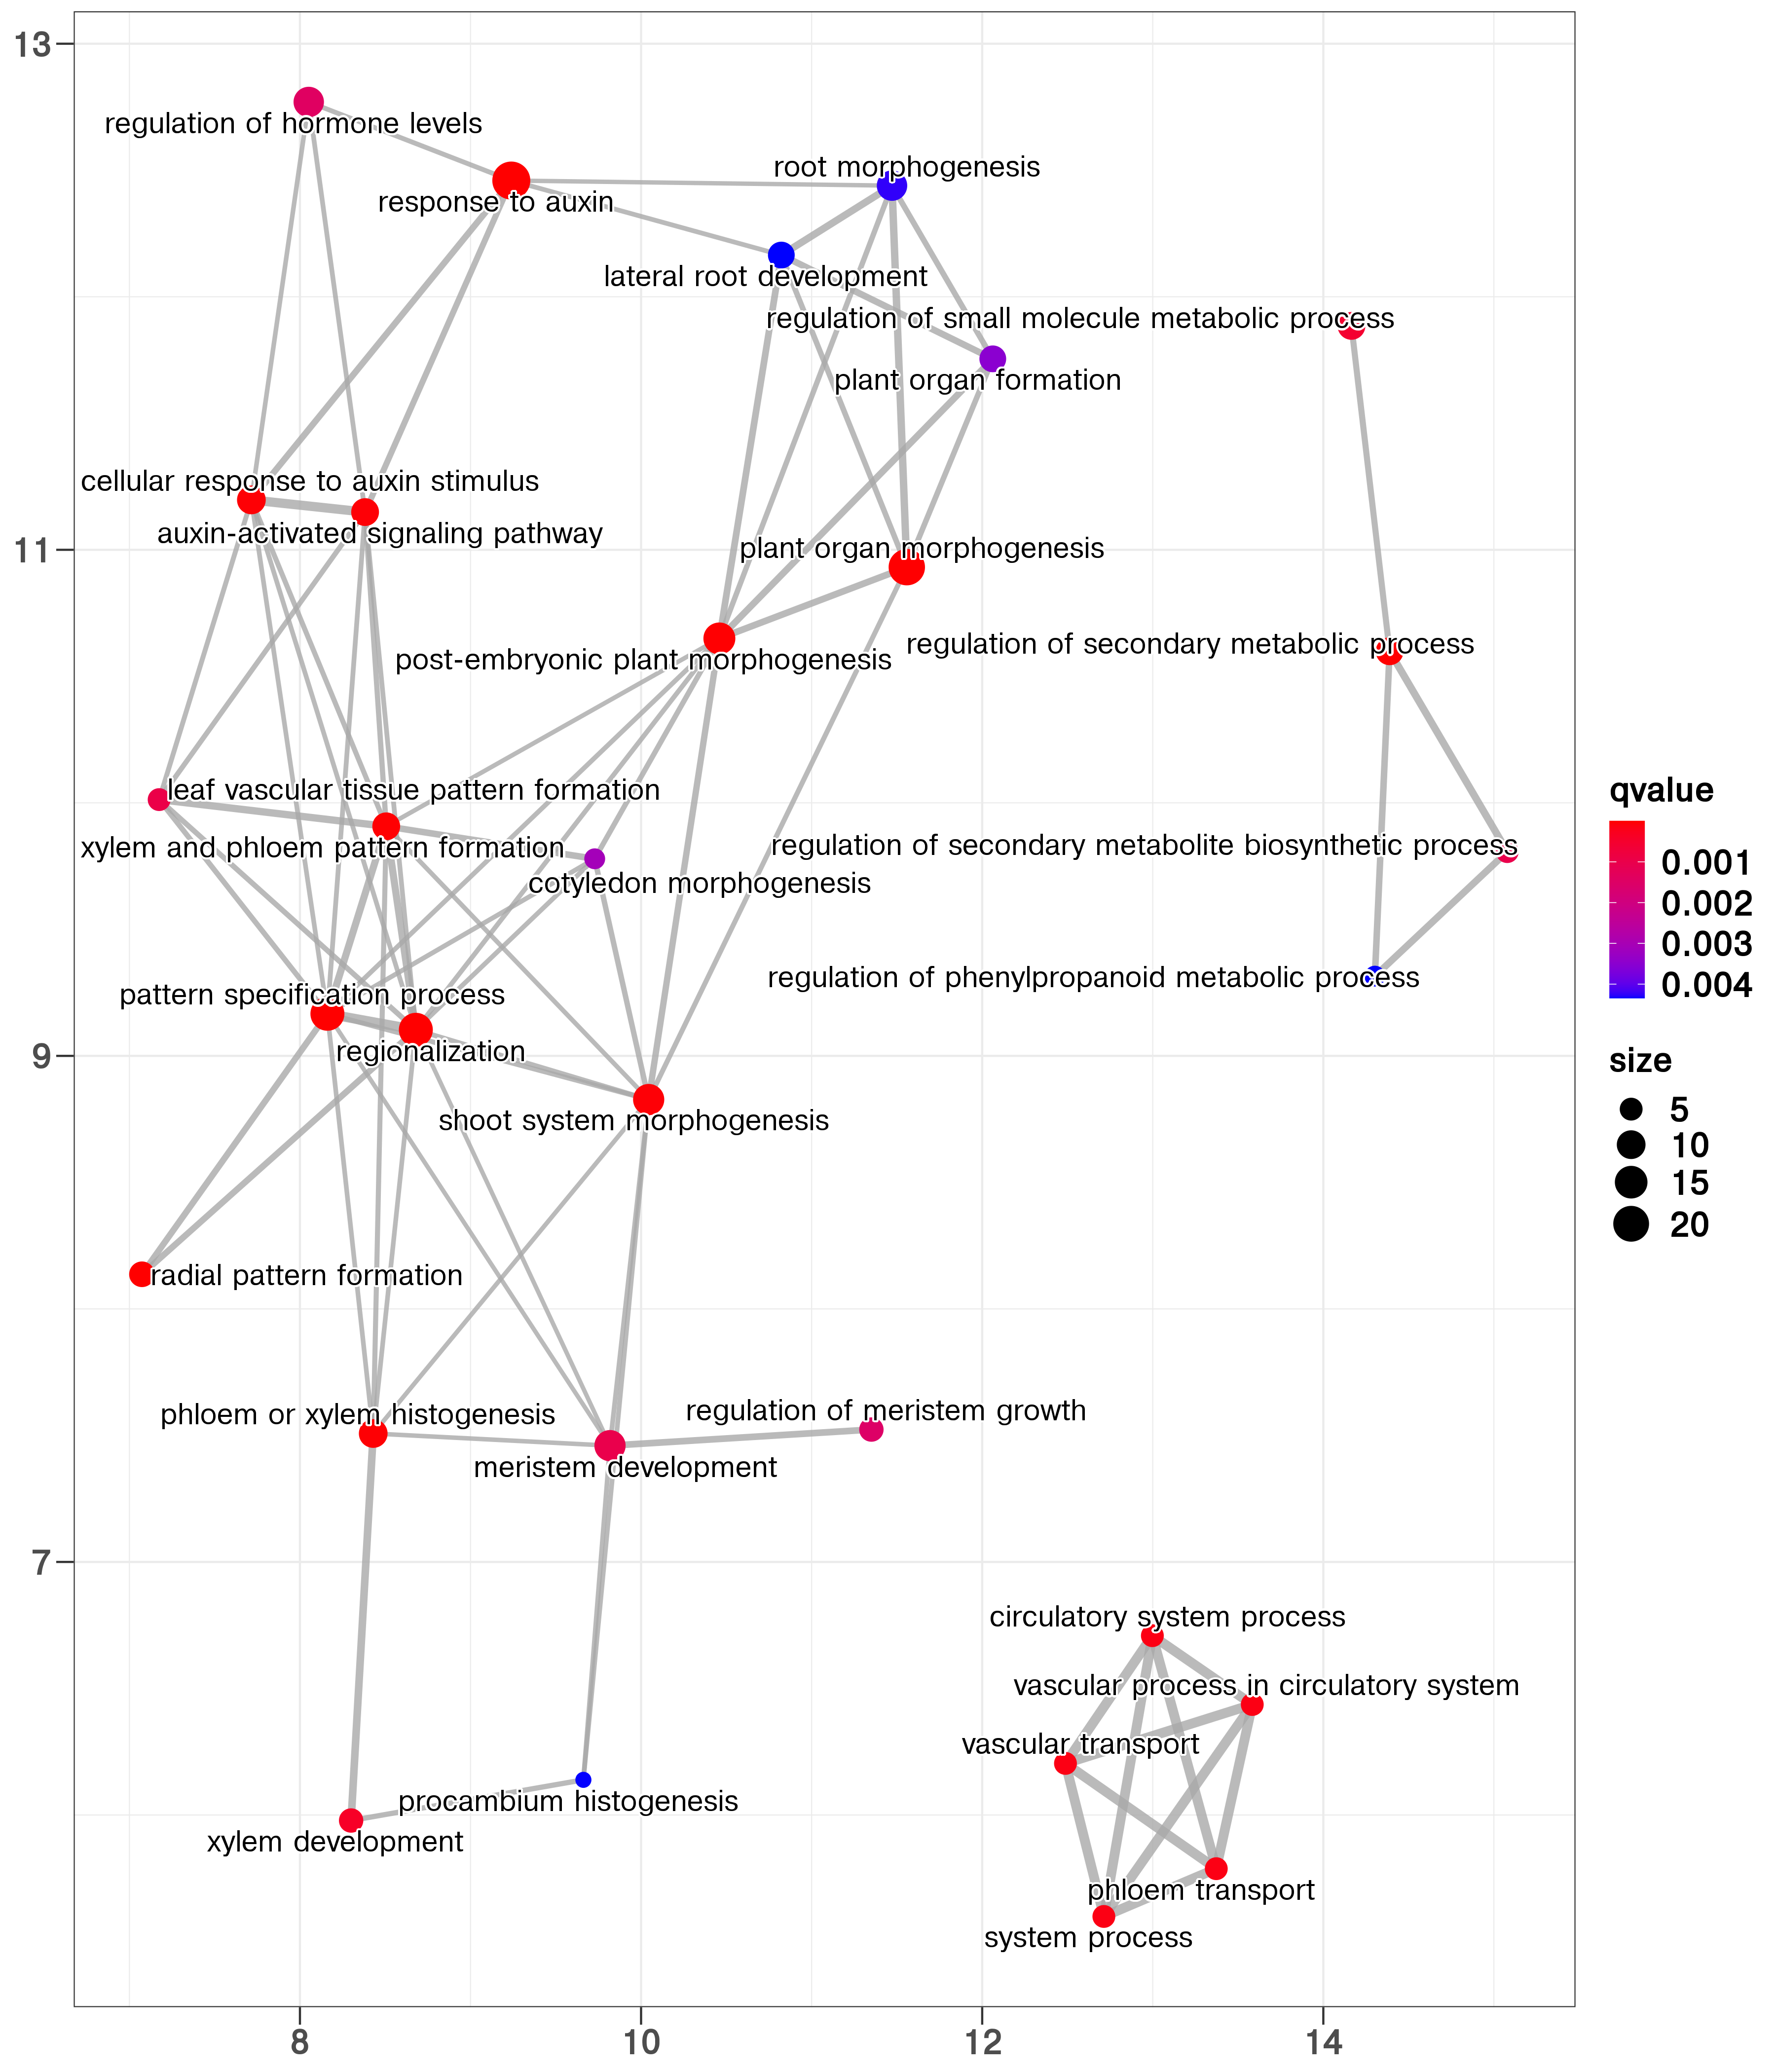 13
regulation of hormone levels
root morphogenesis
response to auxin
lateral root development
regulation of small molecule metabolic process
plant organ formation
cellular response to auxin stimulus
auxin-activated signaling pathway
11
plant organ morphogenesis
regulation of secondary metabolic process
post-embryonic plant morphogenesis
leaf vascular tissue pattern formation
xylem and phloem pattern formation
regulation of secondary metabolite biosynthetic process
cotyledon morphogenesis
regulation of phenylpropanoid metabolic process
pattern specification process
regionalization
9
shoot system morphogenesis
radial pattern formation
phloem or xylem histogenesis
regulation of meristem growth
meristem development
7
circulatory system process
vascular process in circulatory system
vascular transport
procambium histogenesis
xylem development
phloem transport
system process
8
10
12
14
qvalue
0.001
0.002
0.003
0.004
size
5
10
15
20